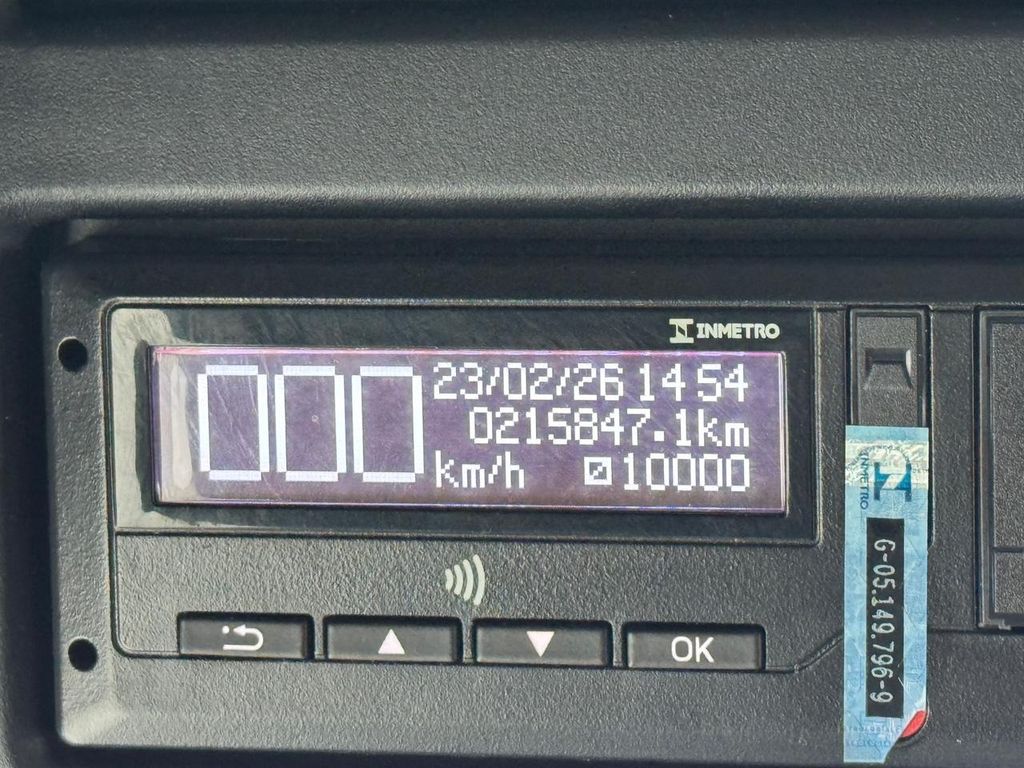 INMETRO
000
23/02/26 14 54
0215847.1km
km/h 10000
OK
INMETRO
G-05.149.796-9